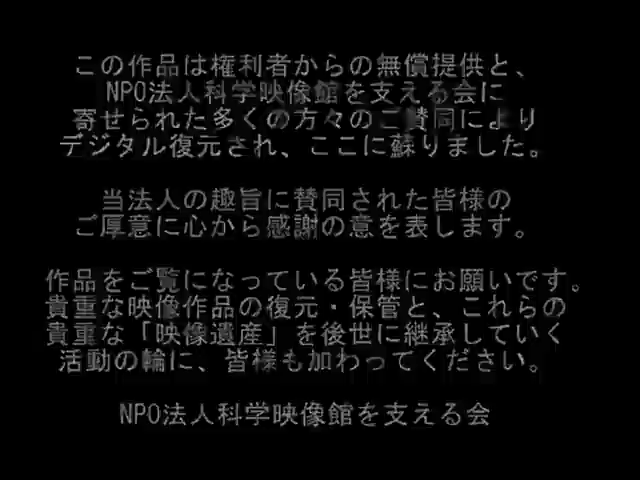 この作品は権利者からの無償提供と、
NPO法人科学映像館を支える会に
寄せられた多くの方々のご賛同により
デジタル復元され、ここに蘇りました。
当法人の趣旨に賛同された皆様の
ご厚意に心から感謝の意を表します。
作品をご覧になっている皆様にお願いです。
貴重な映像作品の復元・保管と、これらの
貴重な「映像遺産」を後世に継承していく
活動の輪に、皆様も加わってください。
NPO法人科学映像館を支える会